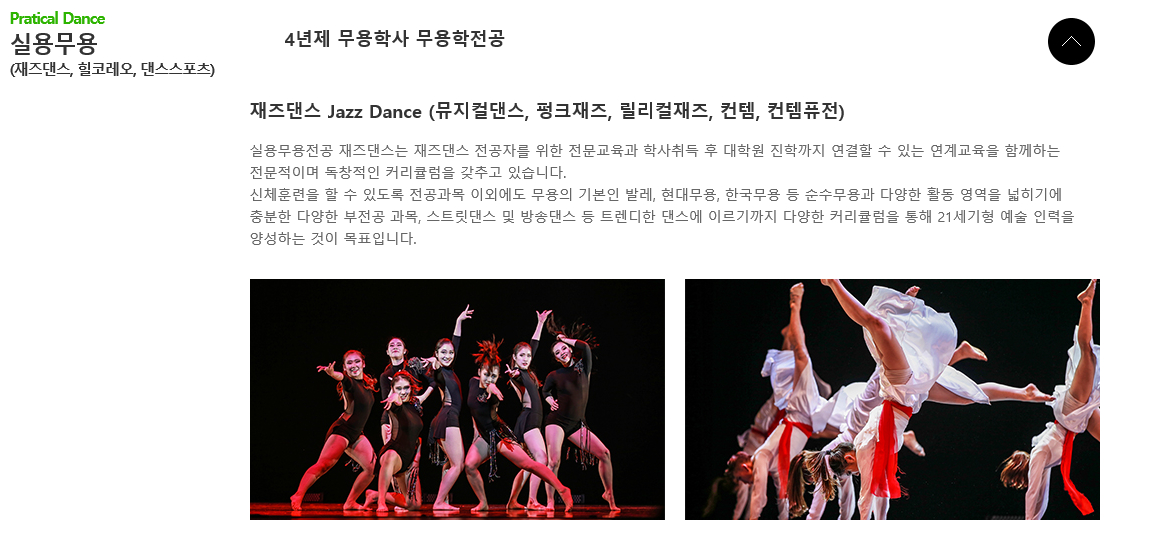 Pratical Dance
실용무용
(재즈댄스, 힐코레오, 댄스스포츠)
4년제 무용학사 무용학전공
재즈댄스 Jazz Dance (뮤지컬댄스, 펑크재즈, 릴리컬재즈, 컨템, 컨템퓨전)
실용무용전공 재즈댄스는 재즈댄스 전공자를 위한 전문교육과 학사취득 후 대학원 진학까지 연결할 수 있는 연계교육을 함께하는
전문적이며 독창적인 커리큘럼을 갖추고 있습니다.
신체훈련을 할 수 있도록 전공과목 이외에도 무용의 기본인 발레, 현대무용, 한국무용 등 순수무용과 다양한 활동 영역을 넓히기에
충분한 다양한 부전공 과목, 스트릿댄스 및 방송댄스 등 트렌디한 댄스에 이르기까지 다양한 커리큘럼을 통해 21세기형 예술 인력을
양성하는 것이 목표입니다.